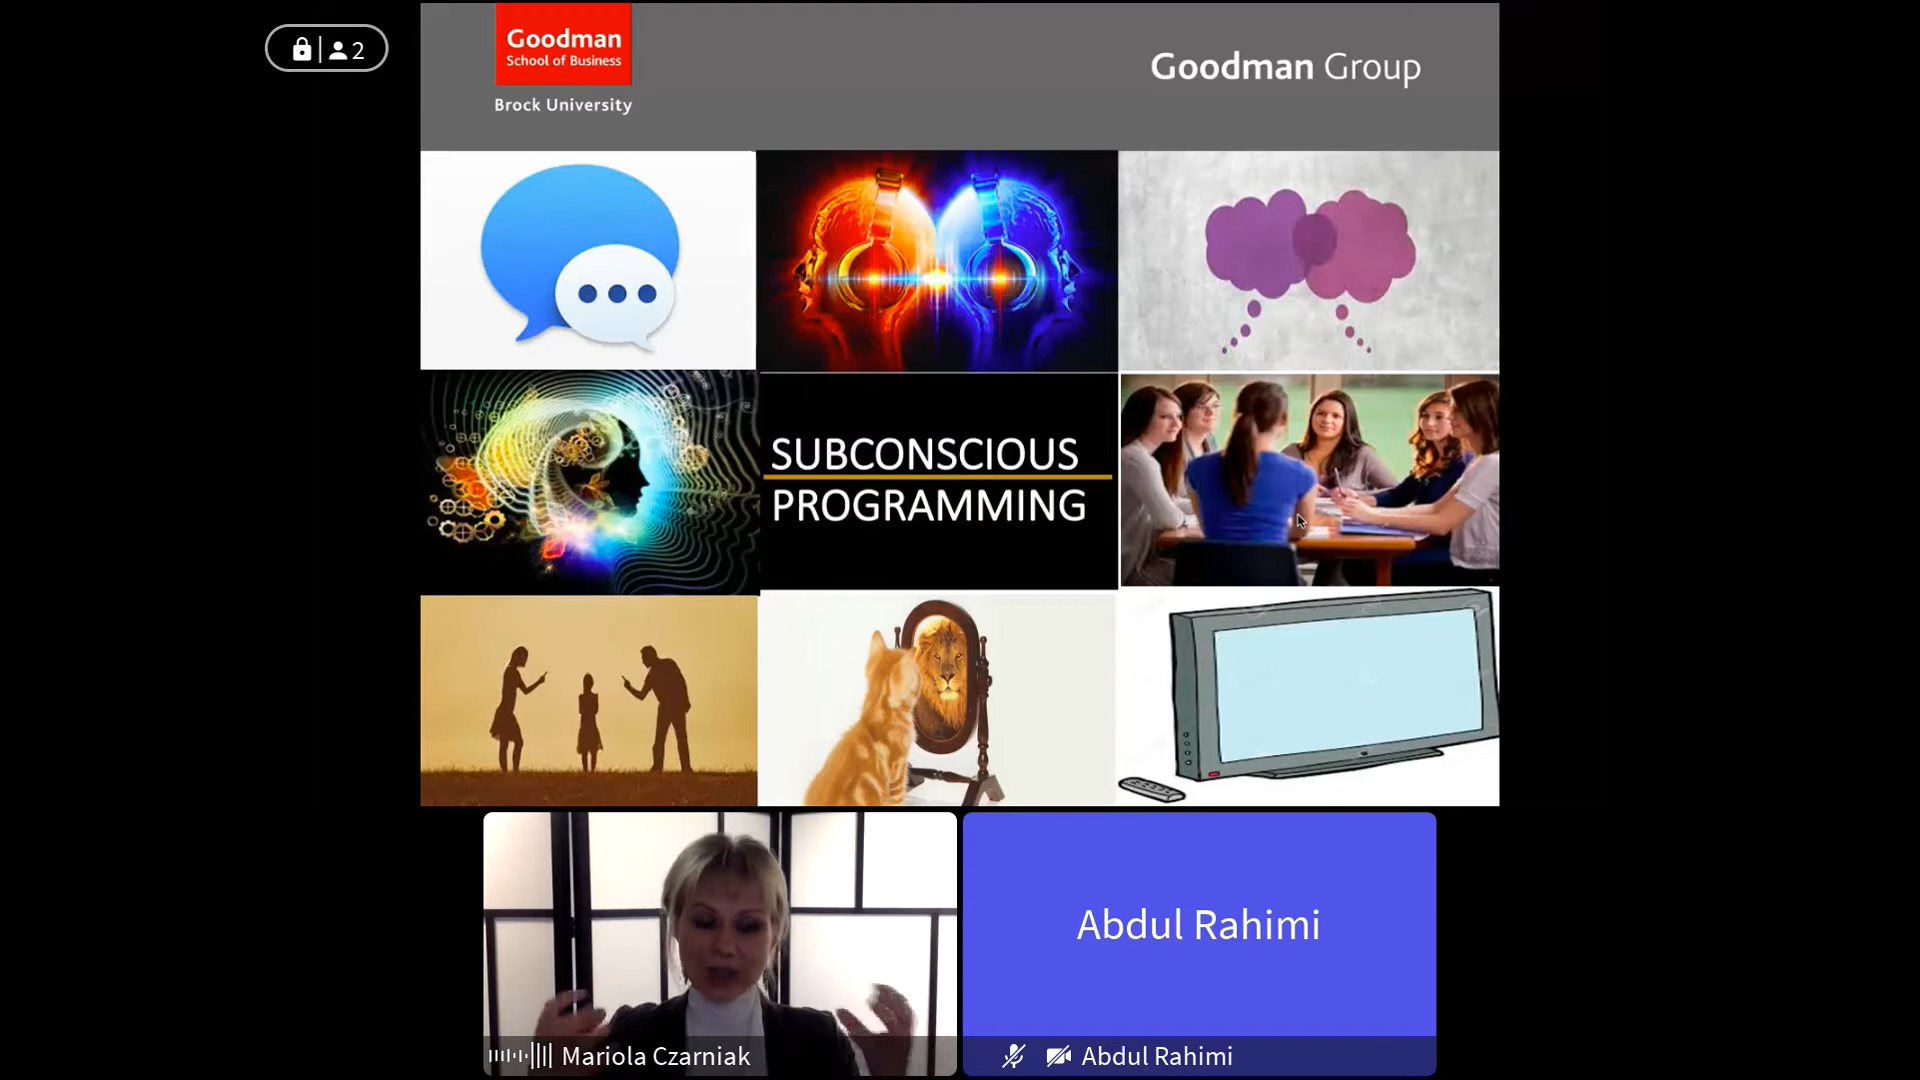 2
Goodman
School of Business
Brock University
Goodman Group
SUBCONSCIOUS
PROGRAMMING
Abdul Rahimi
Mariola Czarniak
Abdul Rahimi